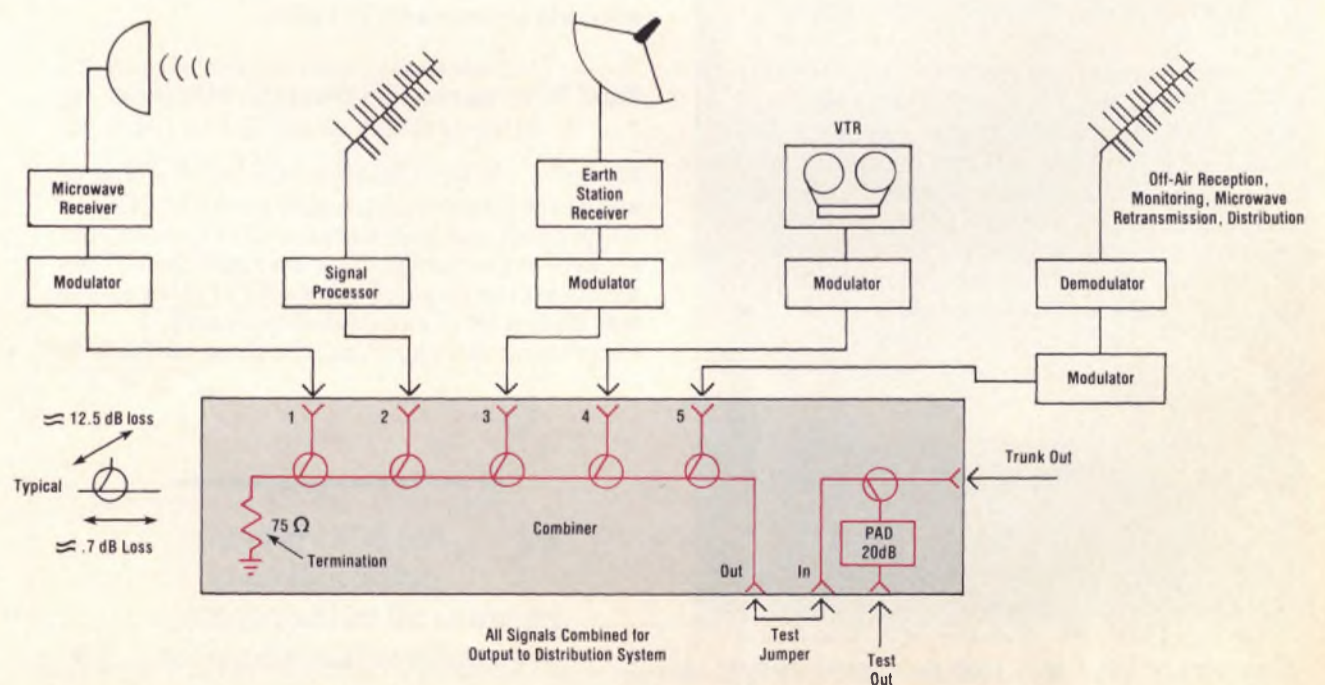 VTR
Microwave
Receiver
Earth
Station
Receiver
Off-Air Reception,
Monitoring, Microwave
Retransmission, Distribution
Modulator
Signal
Processor
Modulator
Modulator
Demodulator
Modulator
1
2
3
4
5
≈ 12.5 dB loss
Typical
≈ .7 dB Loss
75 Ω
Termination
Combiner
Out
In
PAD
20dB
Trunk Out
All Signals Combined for
Output to Distribution System
Test
Jumper
Test
Out